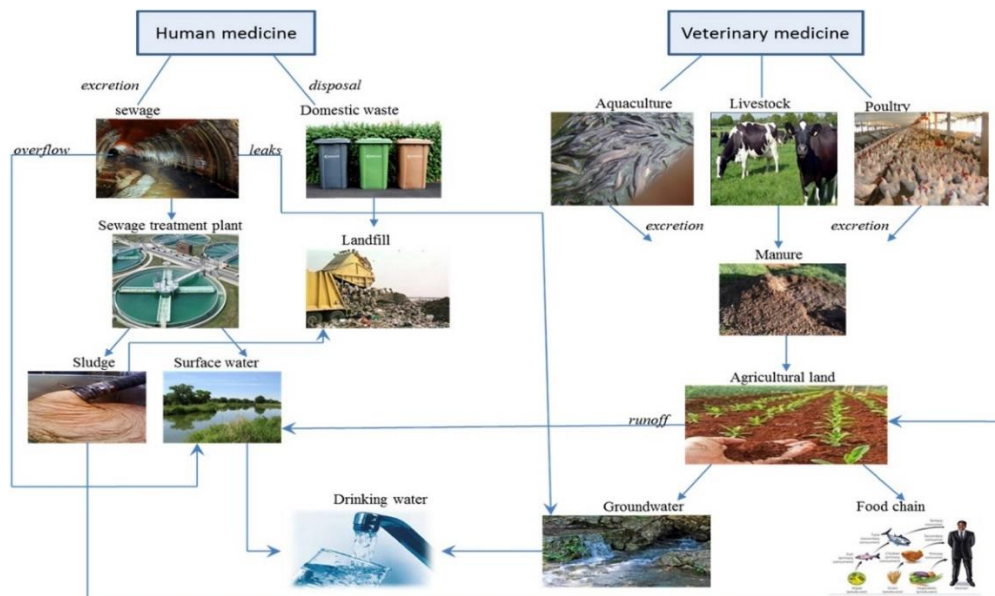 Human medicine
Veterinary medicine
excretion
disposal
sewage
Domestic waste
Aquaculture
Livestock
Poultry
overflow
leaks
Sewage treatment plant
Landfill
excretion
excretion
Manure
Sludge
Surface water
Agricultural land
runoff
Drinking water
Groundwater
Food chain